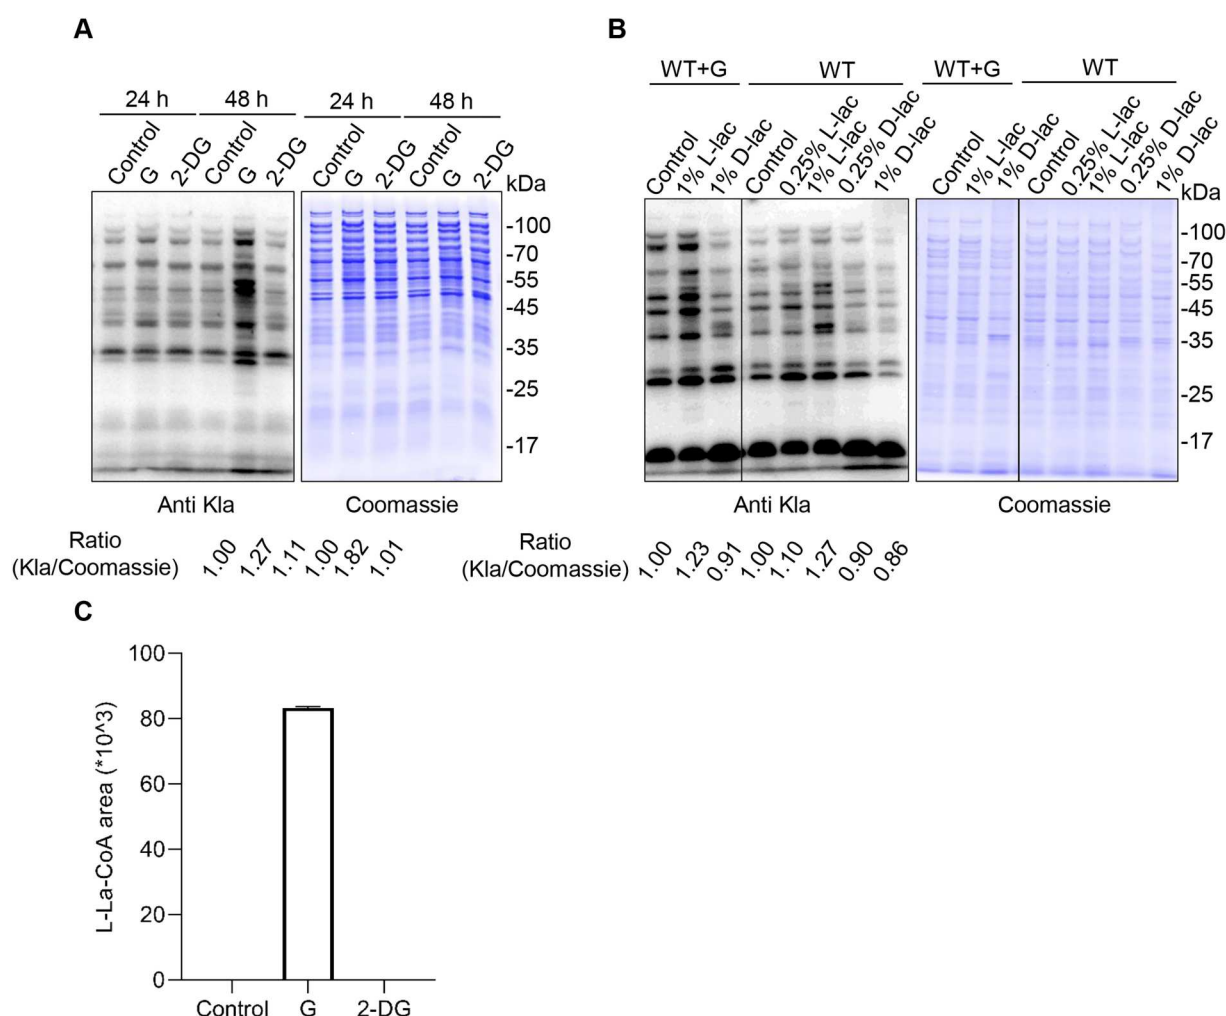 A
24 h 48 h 24 h 48 h
Control G 2-DG Control G 2-DG Control G 2-DG Control G 2-DG
kDa
-100
-70
-55
-45
-35
-25
-17
Anti Kla Coomassie
Ratio
(Kla/Coomassie) 1.00 1.27 1.11 1.00 1.82 1.01
B
WT+G WT WT+G WT
Control 1% L-lac 1% D-lac Control 0.25% L-lac 1% L-lac 0.25% D-lac 1% D-lac Control 1% L-lac 1% D-lac Control 0.25% L-lac 1% L-lac 0.25% D-lac 1% D-lac
kDa
-100
-70
-55
-45
-35
-25
-17
Anti Kla Coomassie
Ratio
(Kla/Coomassie) 1.00 1.23 0.91 1.00 1.10 1.27 0.90 0.86
C
L-La-CoA area (*10^3)
100
80
60
40
20
0
Control G 2-DG